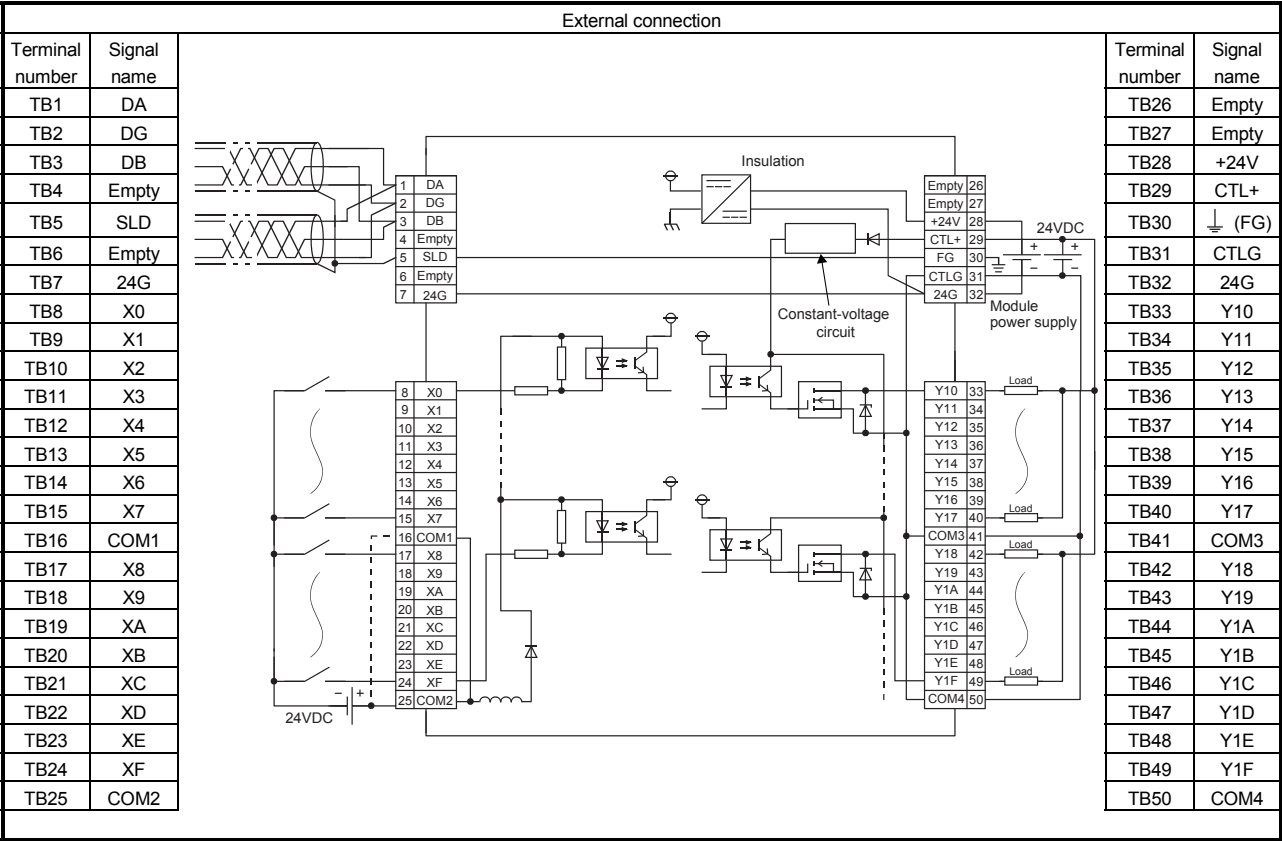 External connection
Terminal number Signal name
TB1 DA
TB2 DG
TB3 DB
TB4 Empty
TB5 SLD
TB6 Empty
TB7 24G
TB8 X0
TB9 X1
TB10 X2
TB11 X3
TB12 X4
TB13 X5
TB14 X6
TB15 X7
TB16 COM1
TB17 X8
TB18 X9
TB19 XA
TB20 XB
TB21 XC
TB22 XD
TB23 XE
TB24 XF
TB25 COM2
1 DA
2 DG
3 DB
4 Empty
5 SLD
6 Empty
7 24G
8 X0
9 X1
10 X2
11 X3
12 X4
13 X5
14 X6
15 X7
16 COM1
17 X8
18 X9
19 XA
20 XB
21 XC
22 XD
23 XE
24 XF
25 COM2
− +
24VDC
Insulation
Constant-voltage
circuit
Empty 26
Empty 27
+24V 28
CTL+ 29
FG 30
CTLG 31
24G 32
24VDC
+ +
− −
Module
power supply
Y10 33
Y11 34
Y12 35
Y13 36
Y14 37
Y15 38
Y16 39
Y17 40
COM3 41
Y18 42
Y19 43
Y1A 44
Y1B 45
Y1C 46
Y1D 47
Y1E 48
Y1F 49
COM4 50
Load
Load
Load
Load
Terminal number Signal name
TB26 Empty
TB27 Empty
TB28 +24V
TB29 CTL+
TB30 (FG)
TB31 CTLG
TB32 24G
TB33 Y10
TB34 Y11
TB35 Y12
TB36 Y13
TB37 Y14
TB38 Y15
TB39 Y16
TB40 Y17
TB41 COM3
TB42 Y18
TB43 Y19
TB44 Y1A
TB45 Y1B
TB46 Y1C
TB47 Y1D
TB48 Y1E
TB49 Y1F
TB50 COM4